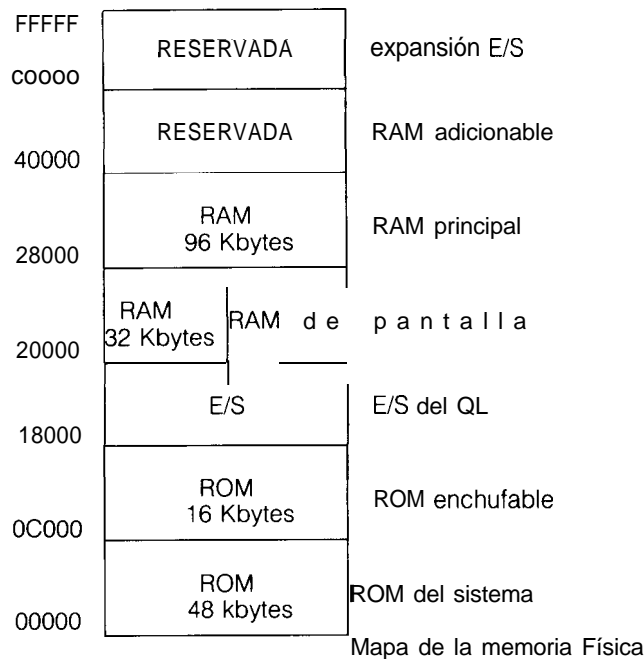 FFFFF
RESERVADA expansión E/S
coooo
RESERVADA RAM adicionable
40000
RAM
96 Kbytes RAM principal
28000
RAM
32 Kbytes RAM de pantalla
20000
E/S E/S del QL
18000
ROM
16 Kbytes ROM enchufable
0C000
ROM
48 kbytes ROM del sistema
00000
Mapa de la memoria Física